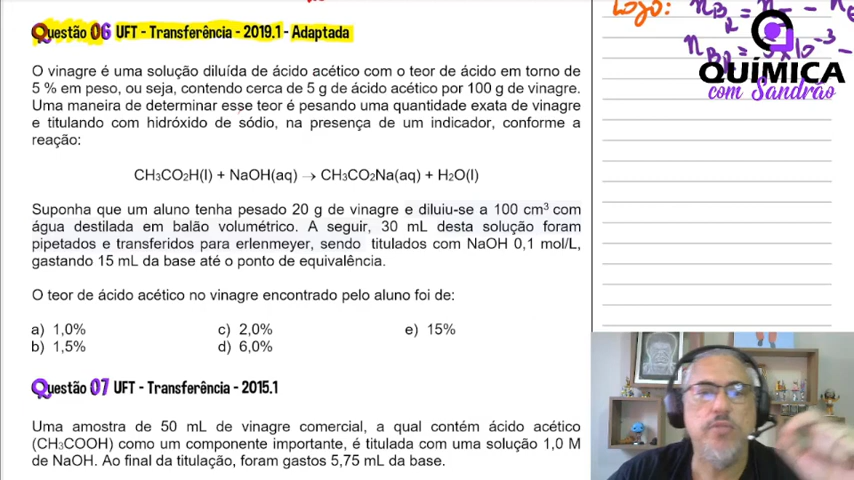 Questão 06 UFT - Transferência - 2019.1 - Adaptada
O vinagre é uma solução diluída de ácido acético com o teor de ácido em torno de
5 % em peso, ou seja, contendo cerca de 5 g de ácido acético por 100 g de vinagre.
Uma maneira de determinar esse teor é pesando uma quantidade exata de vinagre
e titulando com hidróxido de sódio, na presença de um indicador, conforme a
reação:
CH₃CO₂H(l) + NaOH(aq) → CH₃CO₂Na(aq) + H₂O(l)
Suponha que um aluno tenha pesado 20 g de vinagre e diluiu-se a 100 cm³ com
água destilada em balão volumétrico. A seguir, 30 mL desta solução foram
pipetados e transferidos para erlenmeyer, sendo titulados com NaOH 0,1 mol/L,
gastando 15 mL da base até o ponto de equivalência.
O teor de ácido acético no vinagre encontrado pelo aluno foi de:
a) 1,0% c) 2,0% e) 15%
b) 1,5% d) 6,0%
Questão 07 UFT - Transferência - 2015.1
Uma amostra de 50 mL de vinagre comercial, a qual contém ácido acético
(CH₃COOH) como um componente importante, é titulada com uma solução 1,0 M
de NaOH. Ao final da titulação, foram gastos 5,75 mL da base.
Logo:
QUÍMICA
com Sandrão